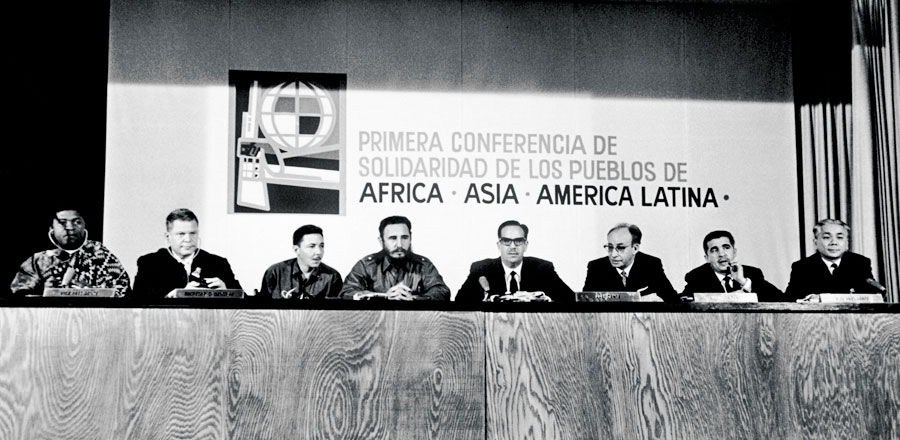 PRIMERA CONFERENCIA DE
SOLIDARIDAD DE LOS PUEBLOS DE
AFRICA · ASIA · AMERICA LATINA ·